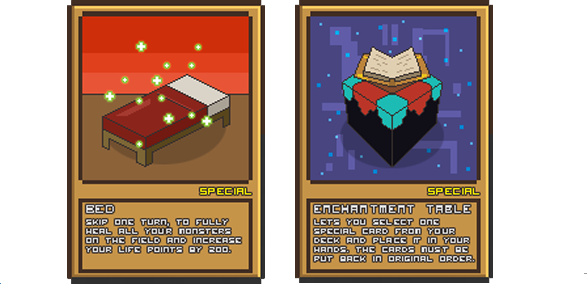 SPECIAL
BED
SKIP ONE TURN, TO FULLY
HEAL ALL YOUR MONSTERS
ON THE FIELD AND INCREASE
YOUR LIFE POINTS BY 200.
SPECIAL
ENCHANTMENT TABLE
LETS YOU SELECT ONE
SPECIAL CARD FROM YOUR
DECK AND PLACE IT IN YOUR
HANDS. THE CARDS MUST BE
PUT BACK IN ORIGINAL ORDER.